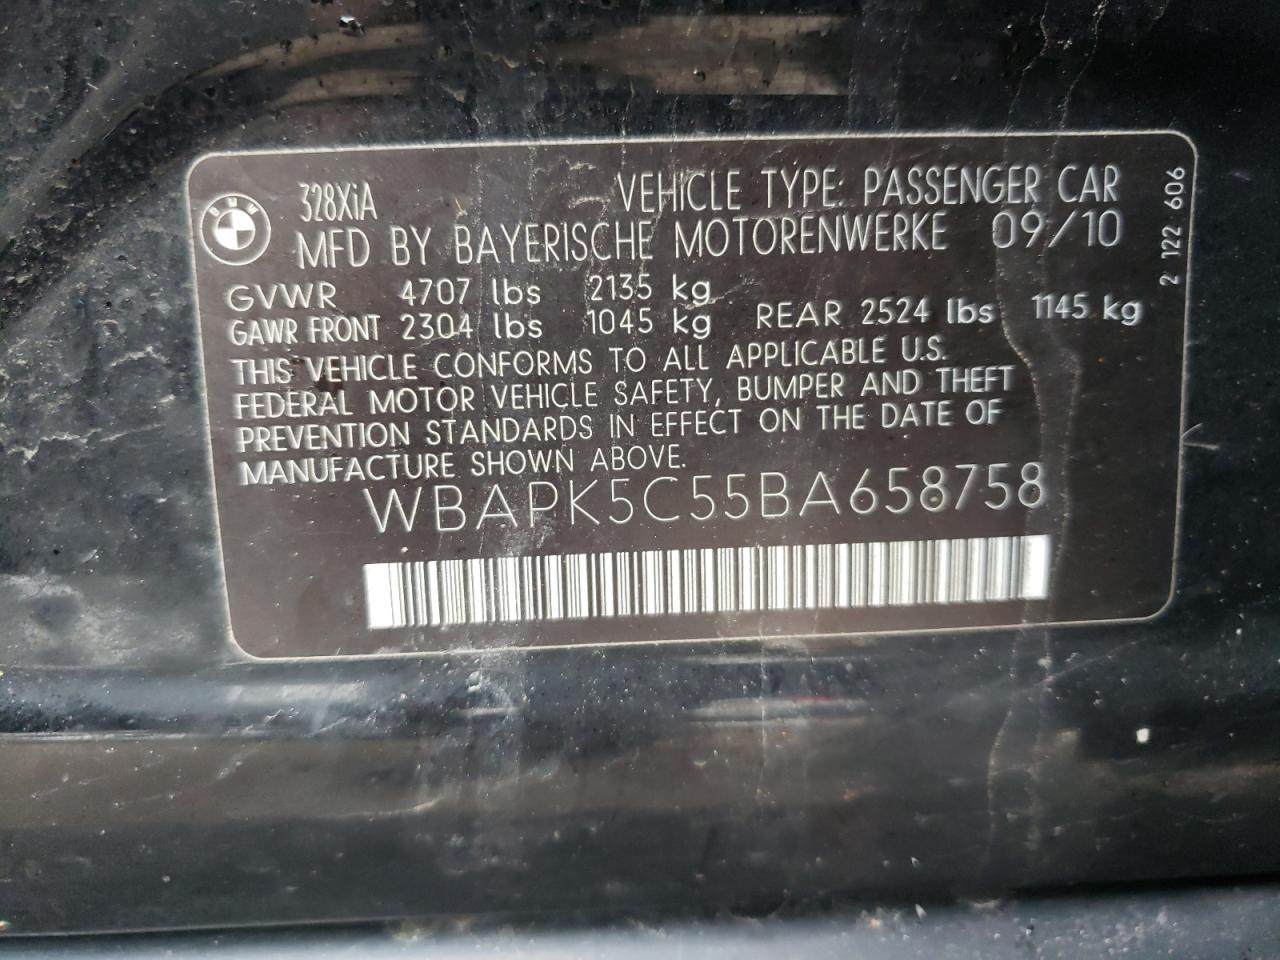 BMW 328XiA VEHICLE TYPE: PASSENGER CAR
MFD BY BAYERISCHE MOTORENWERKE 09/10
GVWR 4707 lbs 2135 kg
GAWR FRONT 2304 lbs 1045 kg REAR 2524 lbs 1145 kg
THIS VEHICLE CONFORMS TO ALL APPLICABLE U.S.
FEDERAL MOTOR VEHICLE SAFETY, BUMPER AND THEFT
PREVENTION STANDARDS IN EFFECT ON THE DATE OF
MANUFACTURE SHOWN ABOVE.
WBAPK5C55BA658758
2 122 606